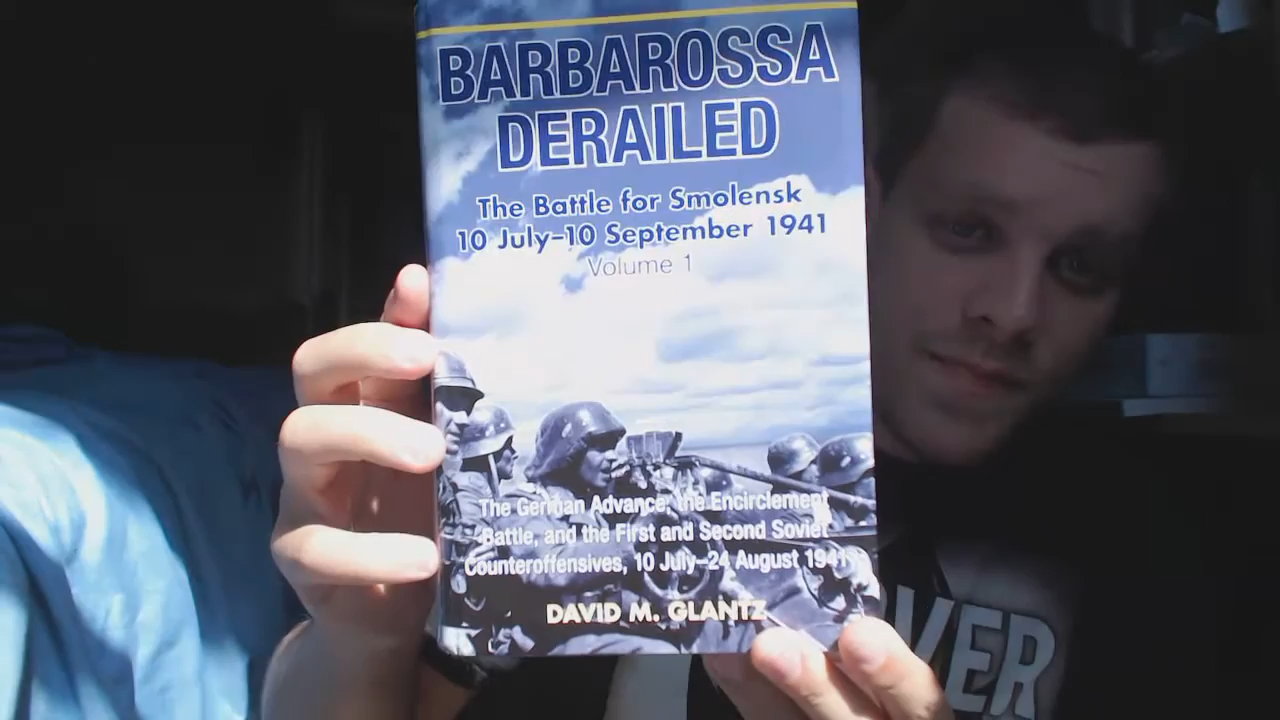 BARBAROSSA
DERAILED
The Battle for Smolensk
10 July–10 September 1941
Volume 1
The German Advance, the Encirclement
Battle, and the First and Second Soviet
Counteroffensives, 10 July–24 August 1941
DAVID M. GLANTZ
VER